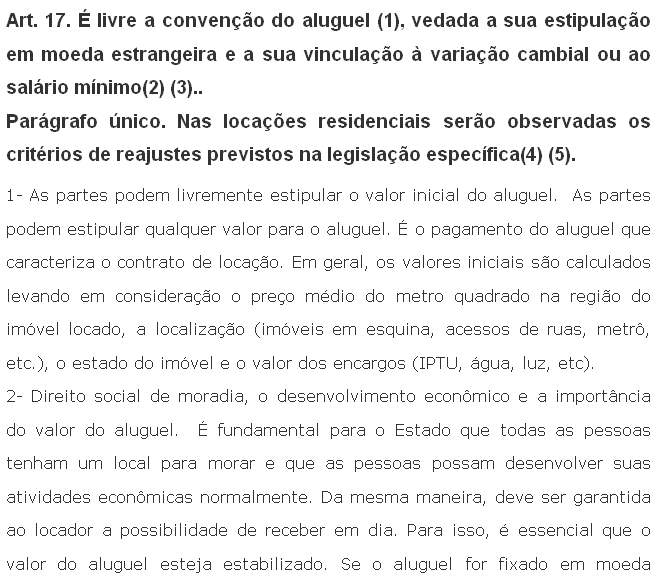 Art. 17. É livre a convenção do aluguel (1), vedada a sua estipulação
em moeda estrangeira e a sua vinculação à variação cambial ou ao
salário mínimo(2) (3)..
Parágrafo único. Nas locações residenciais serão observadas os
critérios de reajustes previstos na legislação específica(4) (5).
1- As partes podem livremente estipular o valor inicial do aluguel.  As partes
podem estipular qualquer valor para o aluguel. É o pagamento do aluguel que
caracteriza o contrato de locação. Em geral, os valores iniciais são calculados
levando em consideração o preço médio do metro quadrado na região do
imóvel locado, a localização (imóveis em esquina, acessos de ruas, metrô,
etc.), o estado do imóvel e o valor dos encargos (IPTU, água, luz, etc).
2- Direito social de moradia, o desenvolvimento econômico e a importância
do valor do aluguel.  É fundamental para o Estado que todas as pessoas
tenham um local para morar e que as pessoas possam desenvolver suas
atividades econômicas normalmente. Da mesma maneira, deve ser garantida
ao locador a possibilidade de receber em dia. Para isso, é essencial que o
valor do aluguel esteja estabilizado. Se o aluguel for fixado em moeda